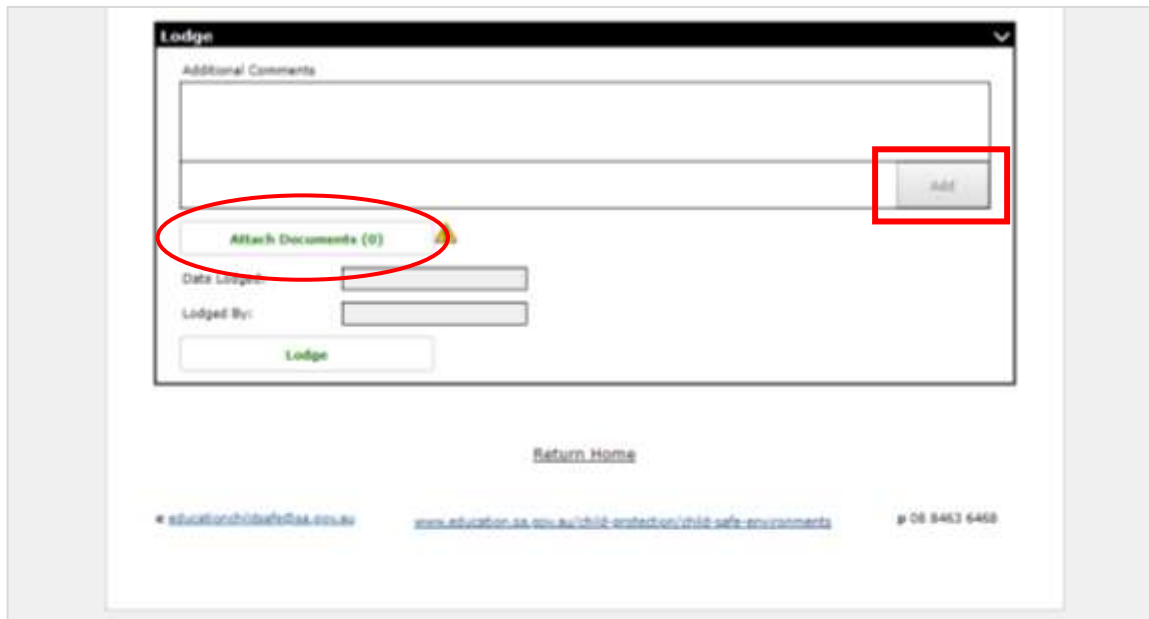 Lodge
Additional Comments
Add
Attach Documents (0)
Date Lodged:
Lodged By:
Lodge
Return Home
e educationchildsafe@sa.gov.au www.education.sa.gov.au/child-protection/child-safe-environments p 08 8463 6468